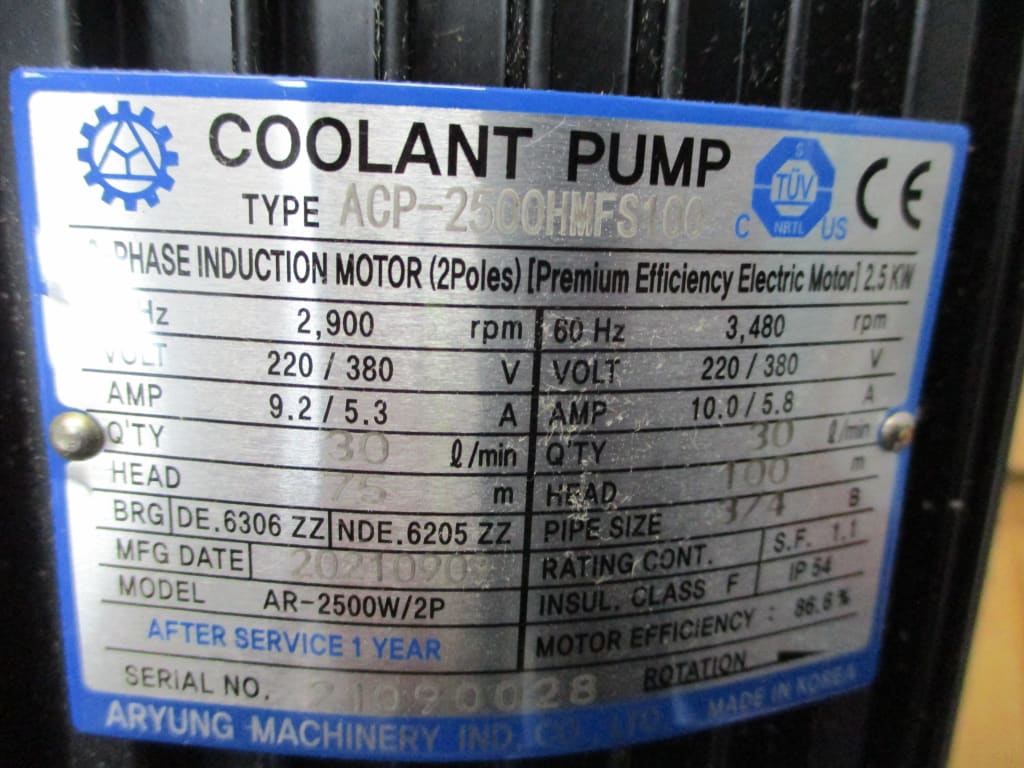 COOLANT PUMP
TYPE ACP-2500HMFS100
S
TÜV
NRTL
C US
CE
PHASE INDUCTION MOTOR (2Poles) [Premium Efficiency Electric Motor] 2.5 KW
Hz 2,900 rpm 60 Hz 3,480 rpm
VOLT 220 / 380 V VOLT 220 / 380 V
AMP 9.2 / 5.3 A AMP 10.0 / 5.8 A
Q'TY 30 ℓ/min Q'TY 30 ℓ/min
HEAD 75 m HEAD 100 m
BRG DE.6306 ZZ NDE.6205 ZZ PIPE SIZE 3/4 B
MFG DATE RATING CONT. S.F. 1.1
MODEL AR-2500W/2P INSUL. CLASS F IP 54
AFTER SERVICE 1 YEAR MOTOR EFFICIENCY : 86.6 %
SERIAL NO. 21090028 ROTATION
ARYUNG MACHINERY IND. CO., LTD. MADE IN KOREA